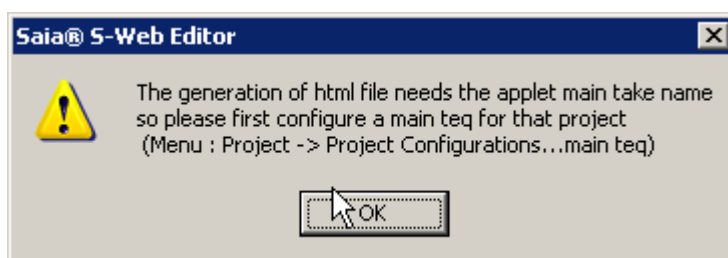 Saia® S-Web Editor
The generation of html file needs the applet main take name
so please first configure a main teq for that project
(Menu : Project -> Project Configurations...main teq)
OK